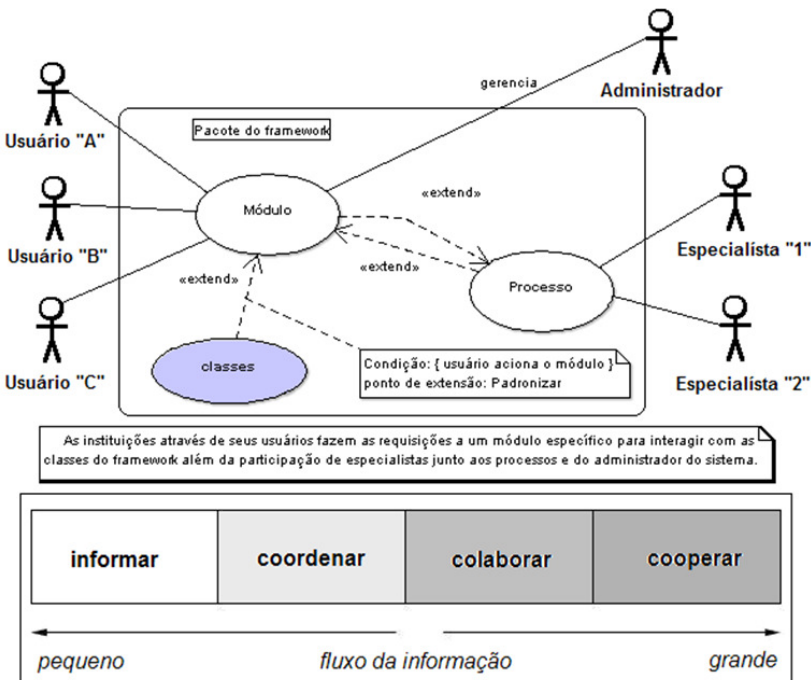 gerencia
Administrador
Usuário "A"
Pacote do framework
«extend»
Módulo
Usuário "B"
Especialísta "1"
«extend»
«extend»
Processo
Usuário "C"
classes
Condição: { usuário aciona o módulo }
ponto de extensão: Padronizar
Especialísta "2"
As instituições através de seus usuários fazem as requisições a um módulo específico para interagir com as
classes do framework além da participação de especialistas junto aos processos e do administrador do sistema.
informar
coordenar
colaborar
cooperar
pequeno
fluxo da informação
grande